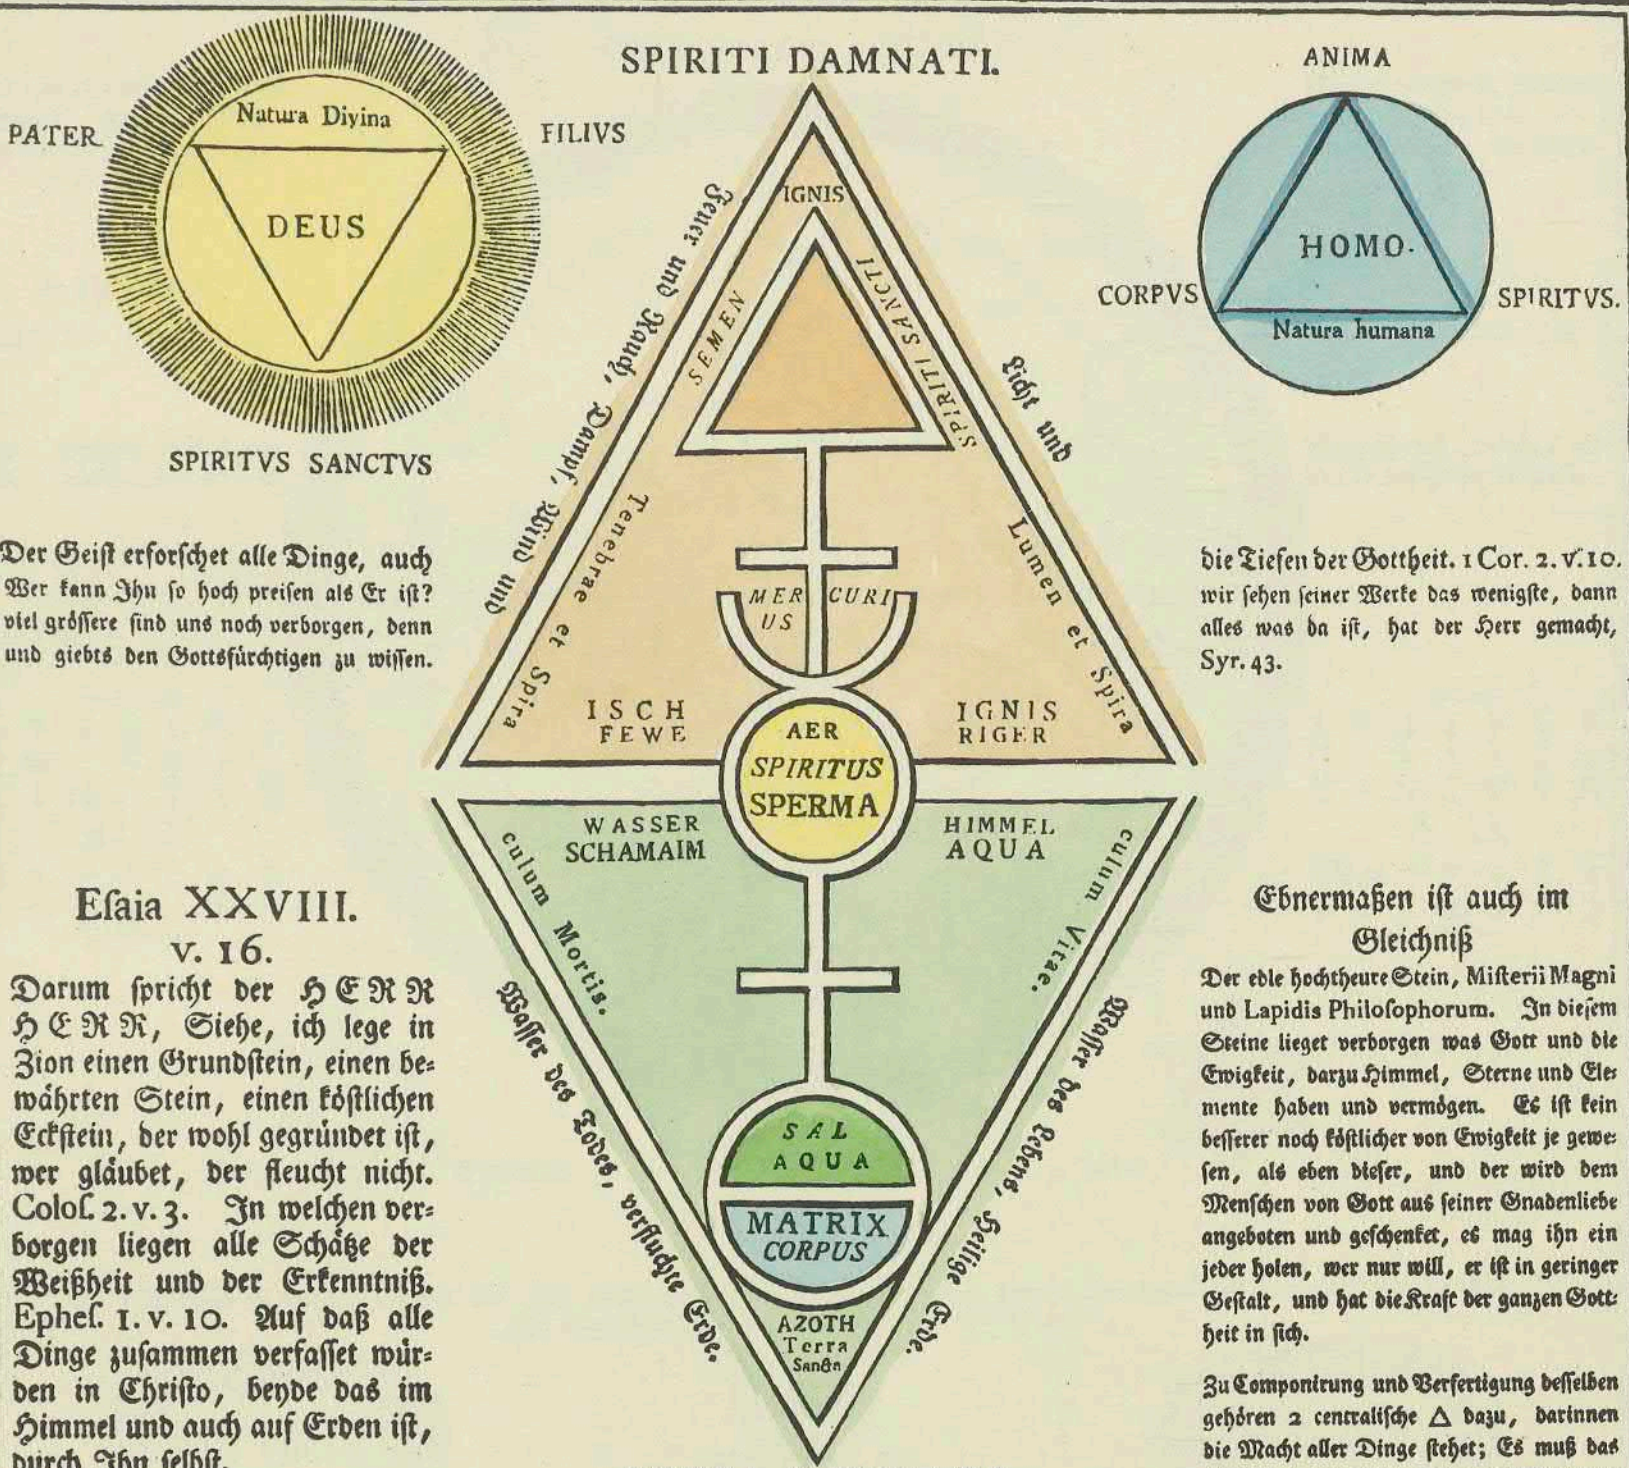 SPIRITI DAMNATI.
PATER
FILIVS
Natura Divina
DEUS
SPIRITVS SANCTVS
ANIMA
HOMO.
CORPVS
SPIRITVS.
Natura humana
Feuer und Rauch, Dampf, Wind und
Licht und
IGNIS
SEMEN
SPIRITI SANCTI
Tenebrae et Spira
Lumen et Spira
MER CURI
US
ISCH
FEWE
IGNIS
RIGER
AER
SPIRITUS
SPERMA
WASSER
SCHAMAIM
HIMMEL
AQUA
culum Mortis.
culum Vitae.
Wasser des Todes, verfluchte Erde.
Wasser des Lebens, Heilige Erde.
SAL
AQUA
MATRIX
CORPUS
AZOTH
Terra
Sancta
Der Geiſt erforſchet alle Dinge, auch
Wer kann Ihn ſo hoch preiſen als Er iſt?
viel gröſſere ſind uns noch verborgen, denn
und giebts den Gottsfürchtigen zu wiſſen.
die Tiefen der Gottheit. 1 Cor. 2. v. 10.
wir ſehen ſeiner Werke das wenigſte, dann
alles was da iſt, hat der Herr gemacht,
Syr. 43.
Eſaia XXVIII.
v. 16.
Darum ſpricht der HERR
HERR, Siehe, ich lege in
Zion einen Grundſtein, einen be⸗
währten Stein, einen köſtlichen
Eckſtein, der wohl gegründet iſt,
wer gläubet, der fleucht nicht.
Coloſ. 2. v. 3. In welchen ver⸗
borgen liegen alle Schätze der
Weißheit und der Erkenntniß.
Epheſ. 1. v. 10. Auf daß alle
Dinge zuſammen verfaſſet wür⸗
den in Chriſto, beyde das im
Himmel und auch auf Erden iſt,
durch Ihn ſelbſt.
Ebnermaßen iſt auch im
Gleichniß
Der edle hochtheure Stein, Miſterii Magni
und Lapidis Philoſophorum. In dieſem
Steine lieget verborgen was Gott und die
Ewigkeit, darzu Himmel, Sterne und Ele⸗
mente haben und vermögen. Es iſt kein
beſſerer noch köſtlicher von Ewigkeit je gewe⸗
ſen, als eben dieſer, und der wird dem
Menſchen von Gott aus ſeiner Gnadenliebe
angeboten und geſchenket, es mag ihn ein
jeder holen, wer nur will, er iſt in geringer
Geſtalt, und hat die Kraft der ganzen Gott⸗
heit in ſich.
Zu Componirung und Verfertigung deſſelben
gehören 2 centraliſche △ dazu, darinnen
die Macht aller Dinge ſtehet; Es muß das